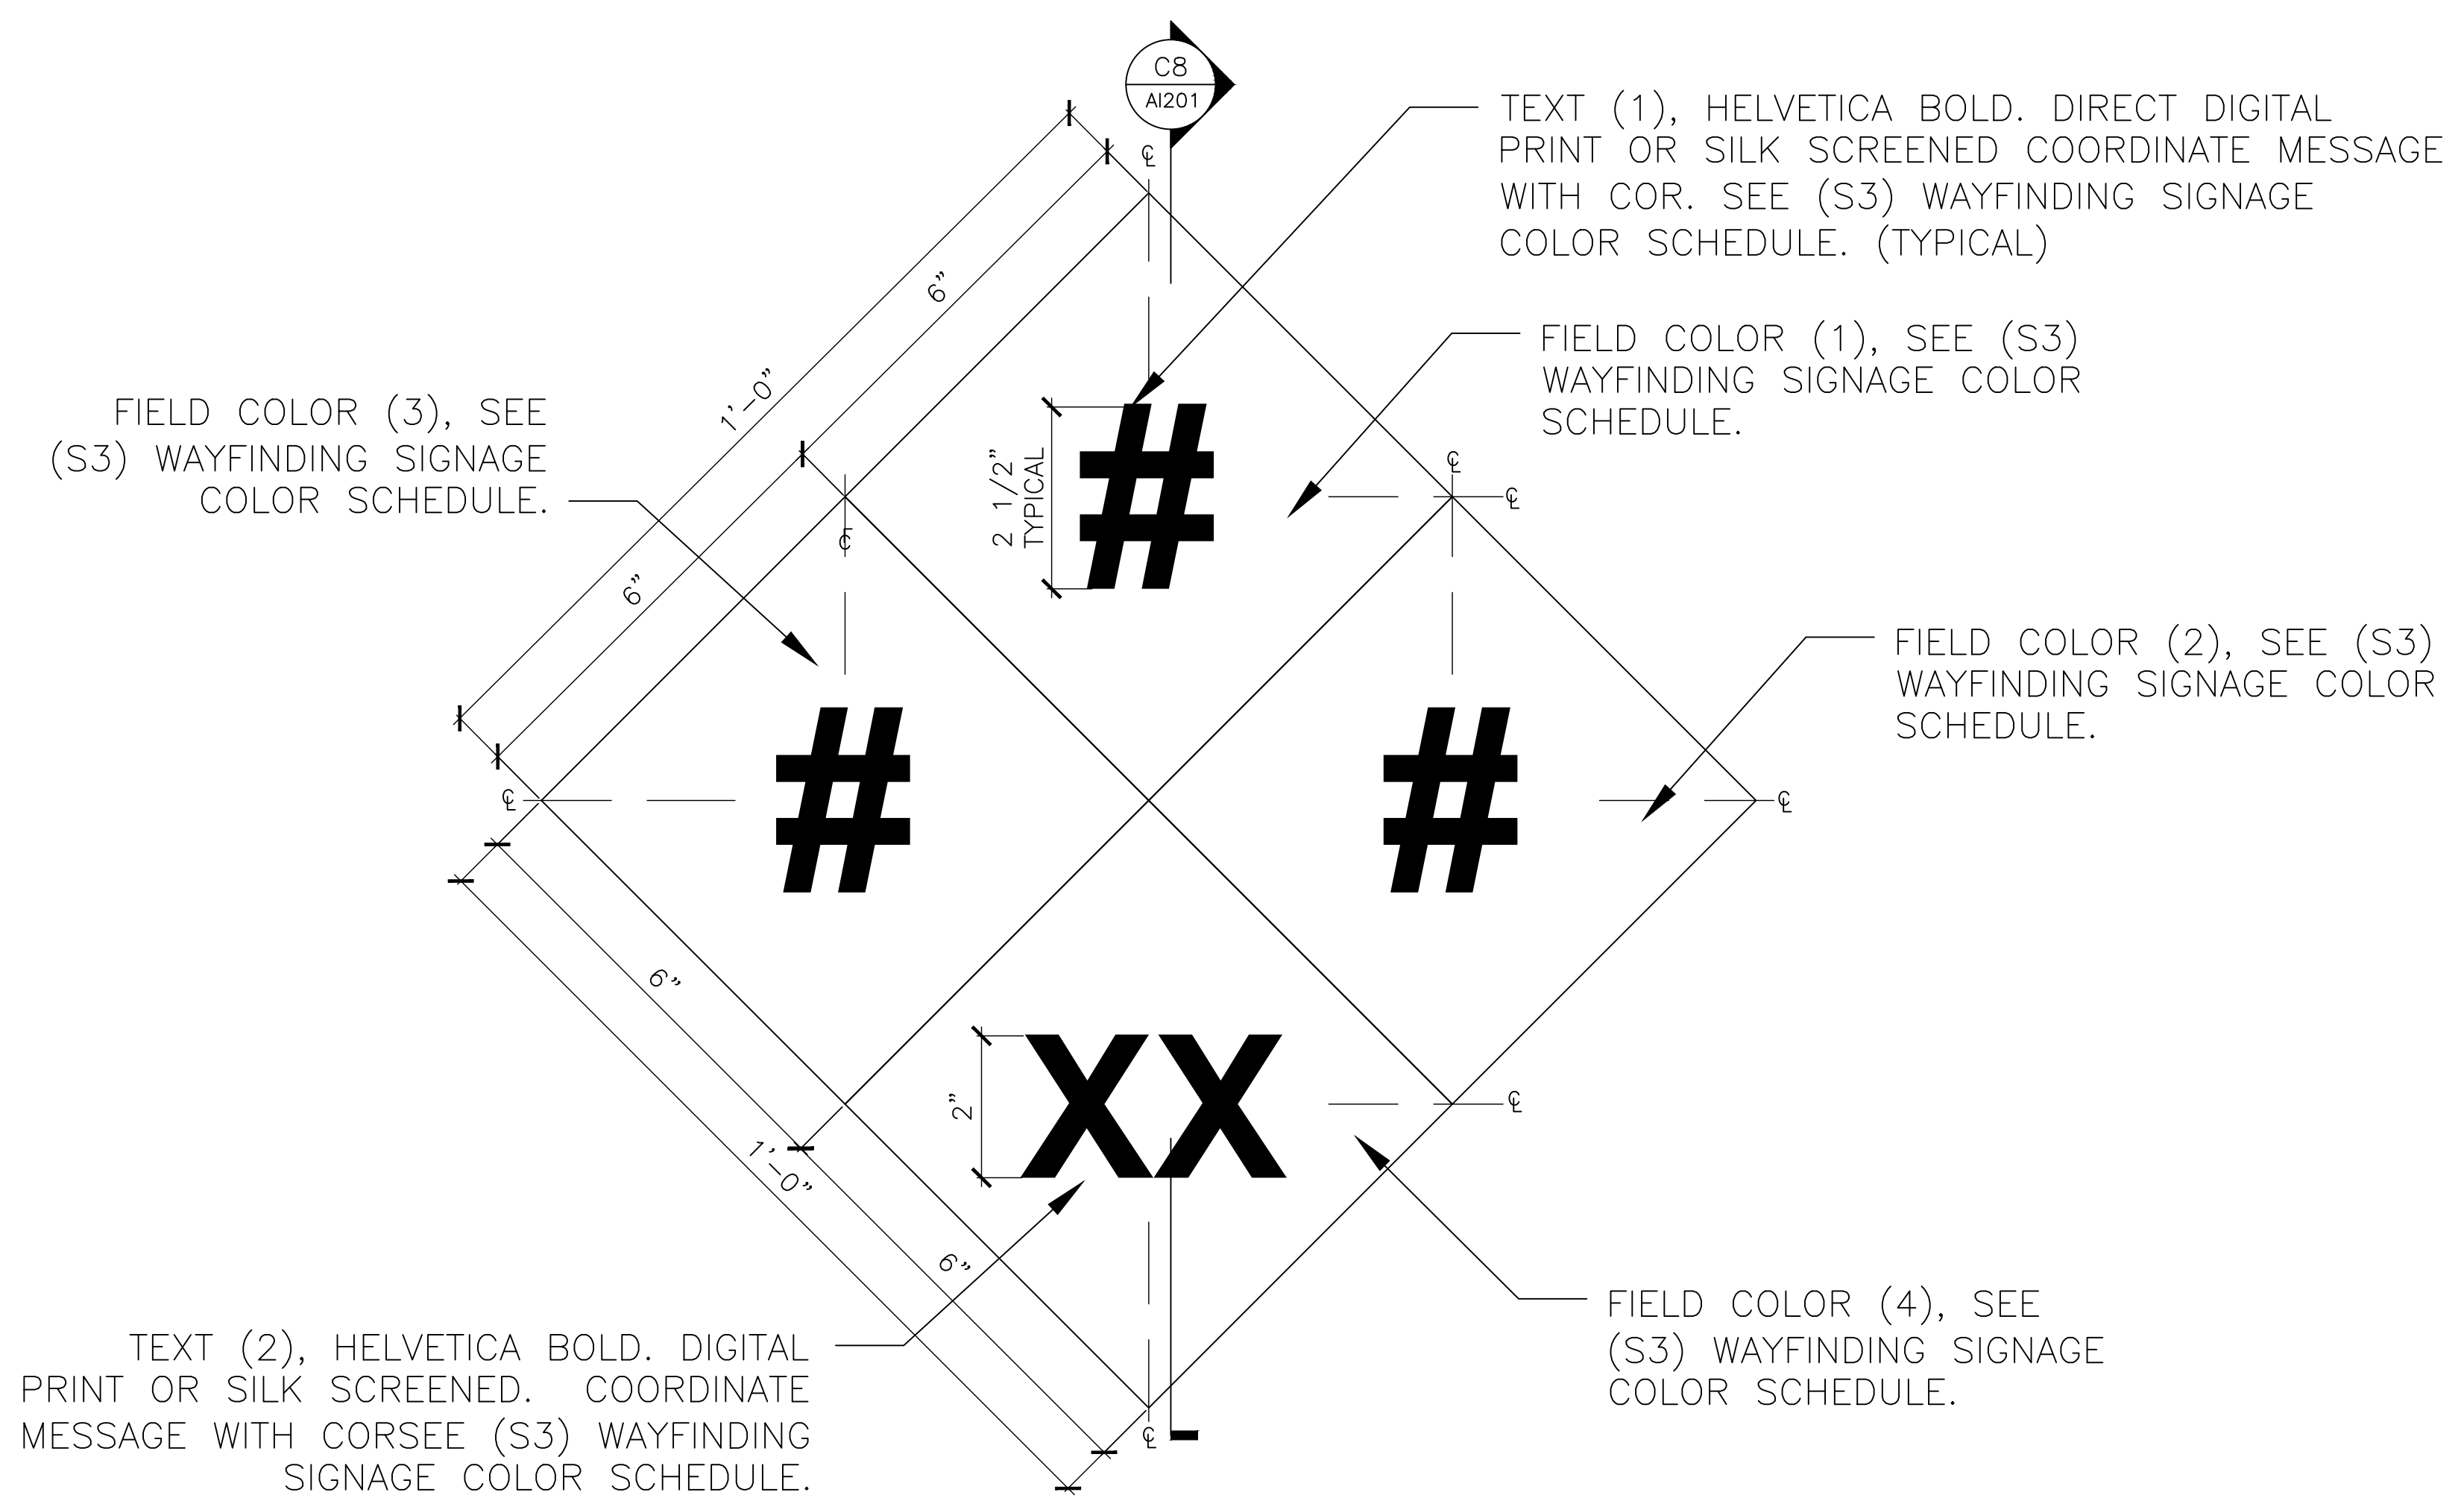 C8
AI201
TEXT (1), HELVETICA BOLD. DIRECT DIGITAL
PRINT OR SILK SCREENED COORDINATE MESSAGE
WITH COR. SEE (S3) WAYFINDING SIGNAGE
COLOR SCHEDULE. (TYPICAL)
℄
6"
1'-0"
FIELD COLOR (1), SEE (S3)
WAYFINDING SIGNAGE COLOR
SCHEDULE.
FIELD COLOR (3), SEE
(S3) WAYFINDING SIGNAGE
COLOR SCHEDULE.
2 1/2"
TYPICAL
#
℄
℄
℄
6"
FIELD COLOR (2), SEE (S3)
WAYFINDING SIGNAGE COLOR
SCHEDULE.
#
#
℄
℄
6"
1'-0"
2"
XX
℄
6"
FIELD COLOR (4), SEE
(S3) WAYFINDING SIGNAGE
COLOR SCHEDULE.
TEXT (2), HELVETICA BOLD. DIGITAL
PRINT OR SILK SCREENED. COORDINATE
MESSAGE WITH CORSEE (S3) WAYFINDING
SIGNAGE COLOR SCHEDULE.
℄